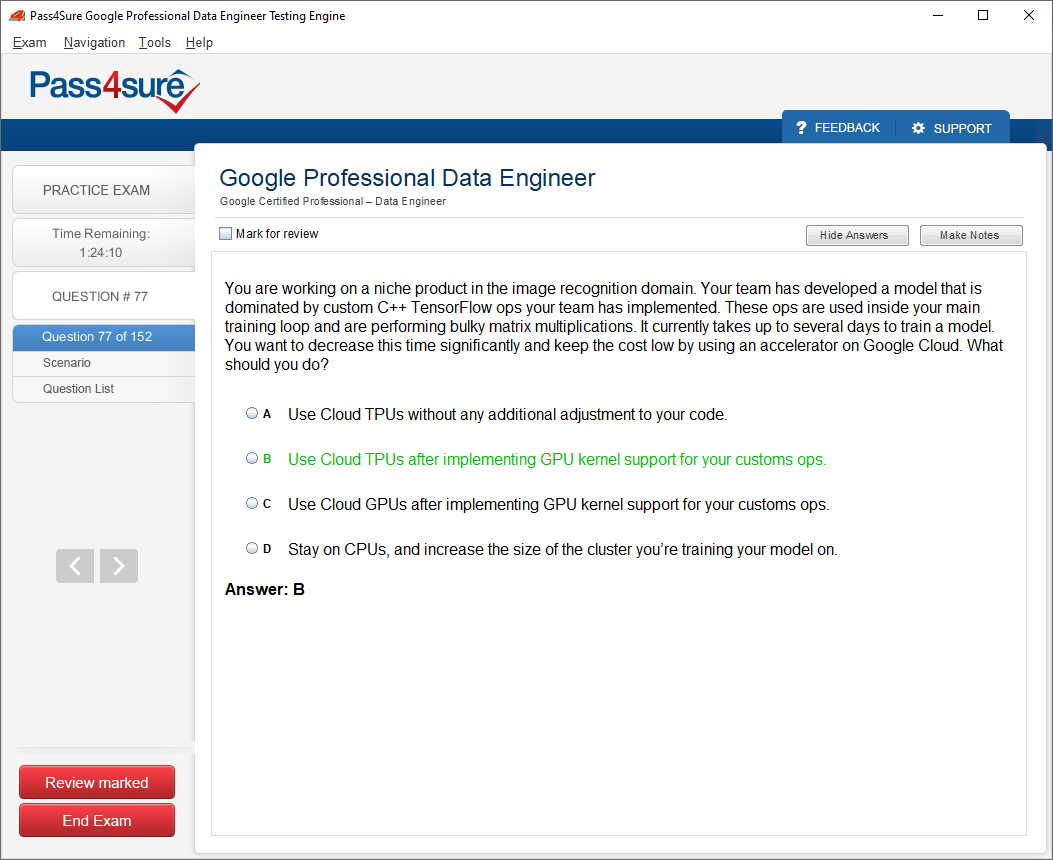 Pass4Sure Google Professional Data Engineer Testing Engine
Exam Navigation Tools Help
Pass4sure
? FEEDBACK SUPPORT
PRACTICE EXAM
Time Remaining:
1:24:10
QUESTION # 77
Question 77 of 152
Scenario
Question List
Review marked
End Exam
Google Professional Data Engineer
Google Certified Professional – Data Engineer
Mark for review
Hide Answers Make Notes
You are working on a niche product in the image recognition domain. Your team has developed a model that is
dominated by custom C++ TensorFlow ops your team has implemented. These ops are used inside your main
training loop and are performing bulky matrix multiplications. It currently takes up to several days to train a model.
You want to decrease this time significantly and keep the cost low by using an accelerator on Google Cloud. What
should you do?
A Use Cloud TPUs without any additional adjustment to your code.
B Use Cloud TPUs after implementing GPU kernel support for your customs ops.
C Use Cloud GPUs after implementing GPU kernel support for your customs ops.
D Stay on CPUs, and increase the size of the cluster you’re training your model on.
Answer: B